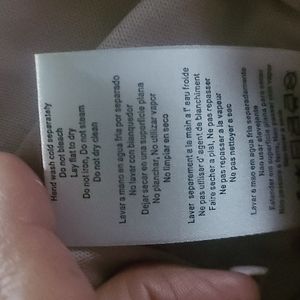 Hand wash cold separately
Do not bleach
Lay flat to dry
Do not iron, Do not steam
Do not dry clean
Lavar a mano en agua fria por separado
No lavar con blanqueador
Dejar secar en una superficie plana
No planchar, No utilizar vapor
No limpiar en seco
Laver separement a la main a l' eau froide
Ne pas utliser d' agent de blanchiment
Faire secher a plat, Ne pas repasser
Ne pas repasser a la vapeur
Ne pas nettoyer a sec
Lavar a mao en agua fria separadamente
Nao usar alvejante